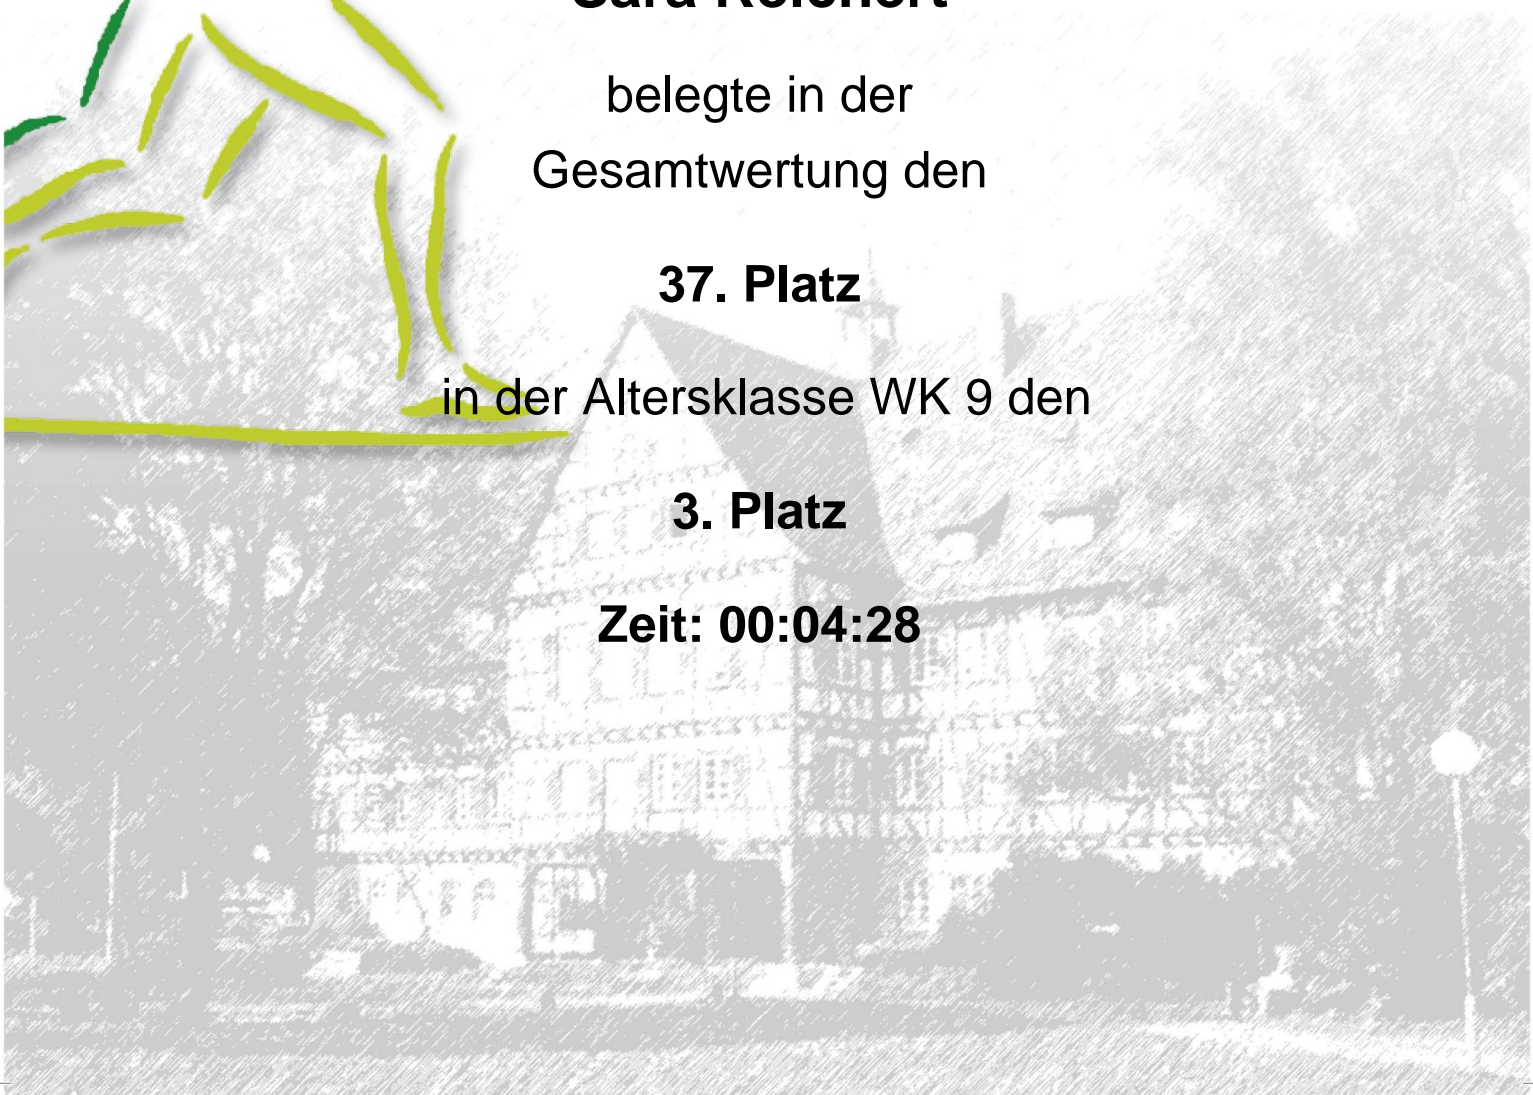 belegte in der
Gesamtwertung den
37. Platz
in der Altersklasse WK 9 den
3. Platz
Zeit: 00:04:28